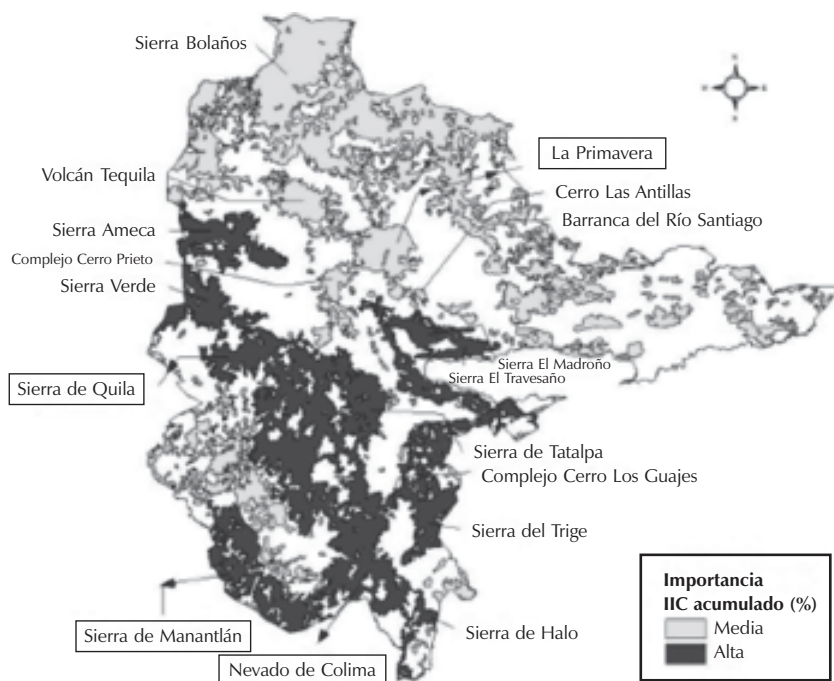 Sierra Bolaños
La Primavera
Volcán Tequila
Cerro Las Antillas
Barranca del Río Santiago
Sierra Ameca
Complejo Cerro Prieto
Sierra Verde
Sierra El Madroño
Sierra El Travesaño
Sierra de Quila
Sierra de Tatalpa
Complejo Cerro Los Guajes
Sierra del Trige
Importancia
IIC acumulado (%)
Media
Alta
Sierra de Manantlán
Sierra de Halo
Nevado de Colima